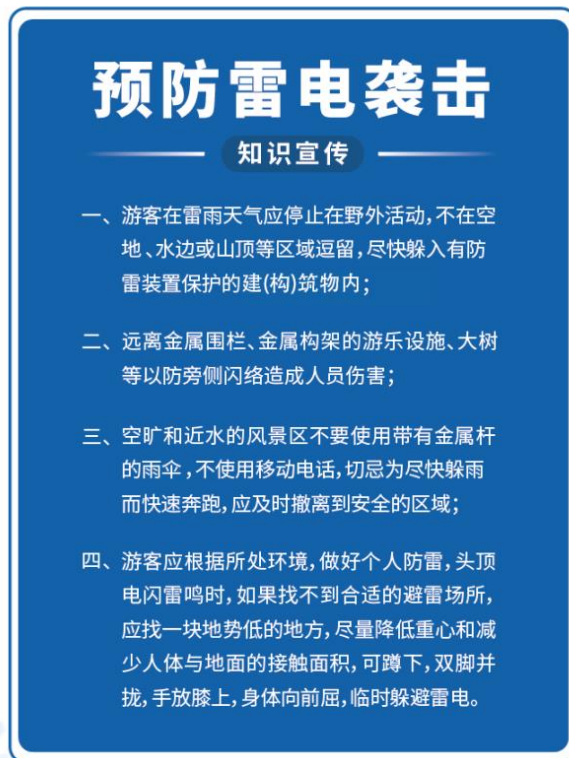 预防雷电袭击
知识宣传
一、游客在雷雨天气应停止在野外活动，不在空
地、水边或山顶等区域逗留，尽快躲入有防
雷装置保护的建(构)筑物内；
二、远离金属围栏、金属构架的游乐设施、大树
等以防旁侧闪络造成人员伤害；
三、空旷和近水的风景区不要使用带有金属杆
的雨伞，不使用移动电话，切忌为尽快躲雨
而快速奔跑，应及时撤离到安全的区域；
四、游客应根据所处环境，做好个人防雷，头顶
电闪雷鸣时，如果找不到合适的避雷场所，
应找一块地势低的地方，尽量降低重心和减
少人体与地面的接触面积，可蹲下，双脚并
拢，手放膝上，身体向前屈，临时躲避雷电。